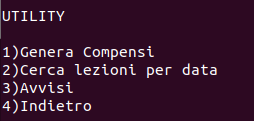 UTILITY
1)Genera Compensi
2)Cerca lezioni per data
3)Avvisi
4)Indietro